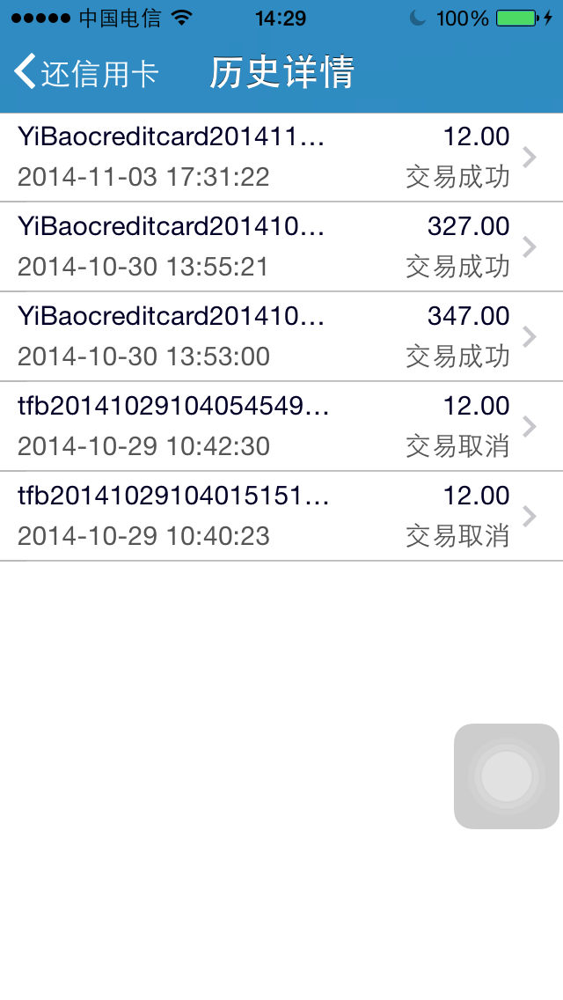 中国电信 14:29 100%
还信用卡 历史详情
YiBaocreditcard201411... 12.00
2014-11-03 17:31:22 交易成功
YiBaocreditcard201410... 327.00
2014-10-30 13:55:21 交易成功
YiBaocreditcard201410... 347.00
2014-10-30 13:53:00 交易成功
tfb20141029104054549... 12.00
2014-10-29 10:42:30 交易取消
tfb20141029104015151... 12.00
2014-10-29 10:40:23 交易取消